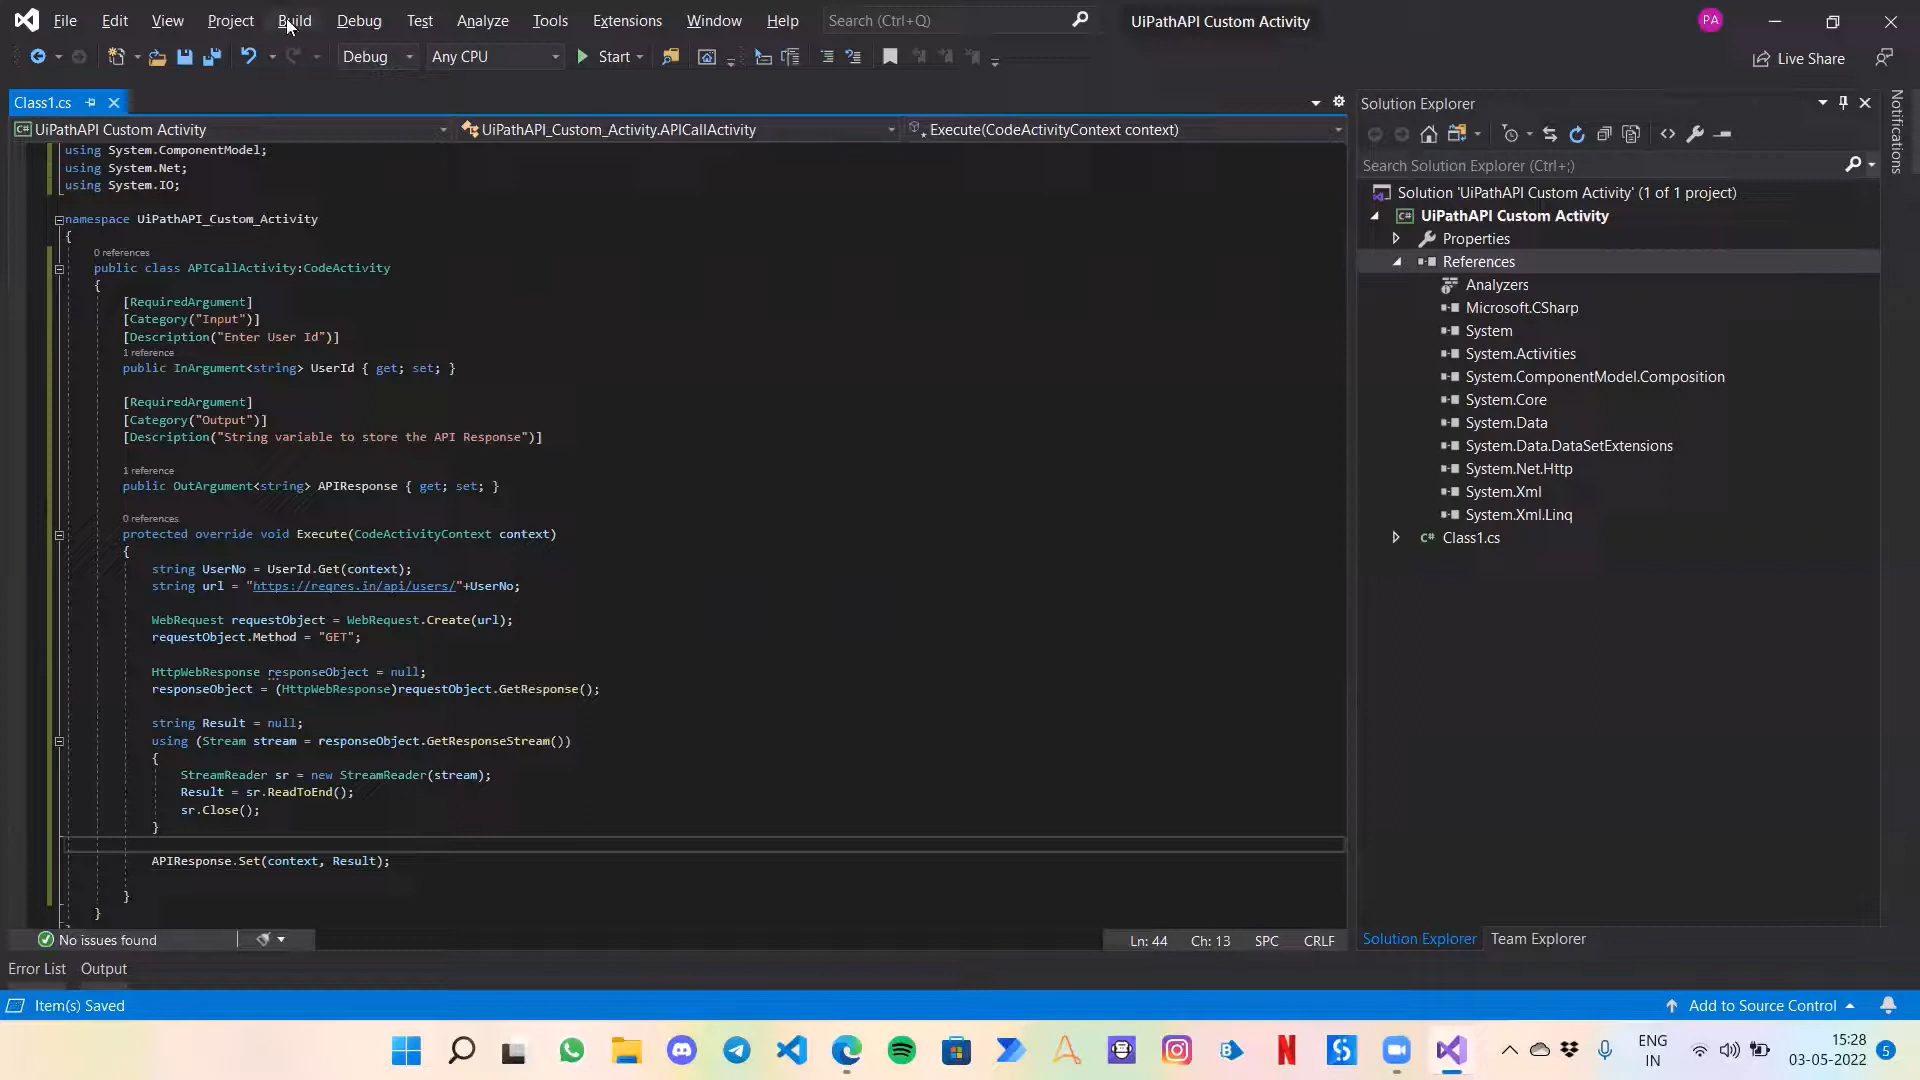 File Edit View Project Build Debug Test Analyze Tools Extensions Window Help Search (Ctrl+Q) UiPathAPI Custom Activity PA
Debug Any CPU Start Live Share
Class1.cs
UiPathAPI Custom Activity UiPathAPI_Custom_Activity.APICallActivity Execute(CodeActivityContext context)
using System.ComponentModel;
using System.Net;
using System.IO;
namespace UiPathAPI_Custom_Activity
{
0 references
public class APICallActivity:CodeActivity
{
[RequiredArgument]
[Category("Input")]
[Description("Enter User Id")]
1 reference
public InArgument<string> UserId { get; set; }
[RequiredArgument]
[Category("Output")]
[Description("String variable to store the API Response")]
1 reference
public OutArgument<string> APIResponse { get; set; }
0 references
protected override void Execute(CodeActivityContext context)
{
string UserNo = UserId.Get(context);
string url = "https://reqres.in/api/users/"+UserNo;
WebRequest requestObject = WebRequest.Create(url);
requestObject.Method = "GET";
HttpWebResponse responseObject = null;
responseObject = (HttpWebResponse)requestObject.GetResponse();
string Result = null;
using (Stream stream = responseObject.GetResponseStream())
{
StreamReader sr = new StreamReader(stream);
Result = sr.ReadToEnd();
sr.Close();
}
APIResponse.Set(context, Result);
}
}
No issues found Ln: 44 Ch: 13 SPC CRLF
Solution Explorer
Search Solution Explorer (Ctrl+;)
Solution 'UiPathAPI Custom Activity' (1 of 1 project)
C# UiPathAPI Custom Activity
Properties
References
Analyzers
Microsoft.CSharp
System
System.Activities
System.ComponentModel.Composition
System.Core
System.Data
System.Data.DataSetExtensions
System.Net.Http
System.Xml
System.Xml.Linq
C# Class1.cs
Solution Explorer Team Explorer
Notifications
Error List Output
Item(s) Saved Add to Source Control
ENG
IN
15:28
03-05-2022
5